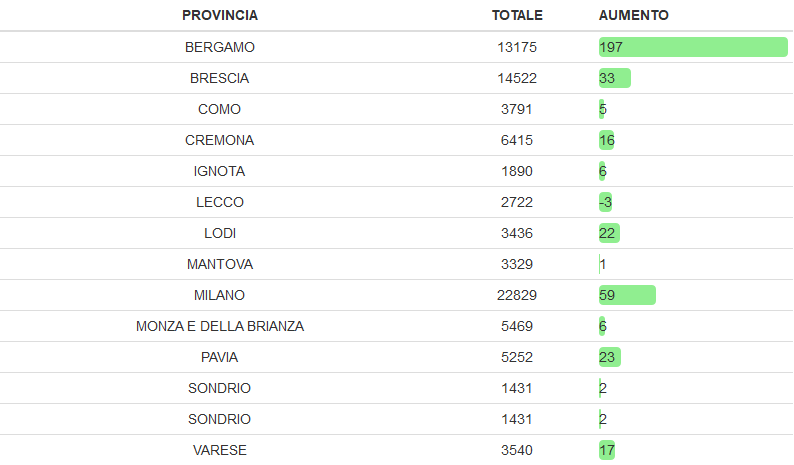 PROVINCIA TOTALE AUMENTO
BERGAMO 13175 197
BRESCIA 14522 33
COMO 3791 5
CREMONA 6415 16
IGNOTA 1890 6
LECCO 2722 -3
LODI 3436 22
MANTOVA 3329 1
MILANO 22829 59
MONZA E DELLA BRIANZA 5469 6
PAVIA 5252 23
SONDRIO 1431 2
SONDRIO 1431 2
VARESE 3540 17